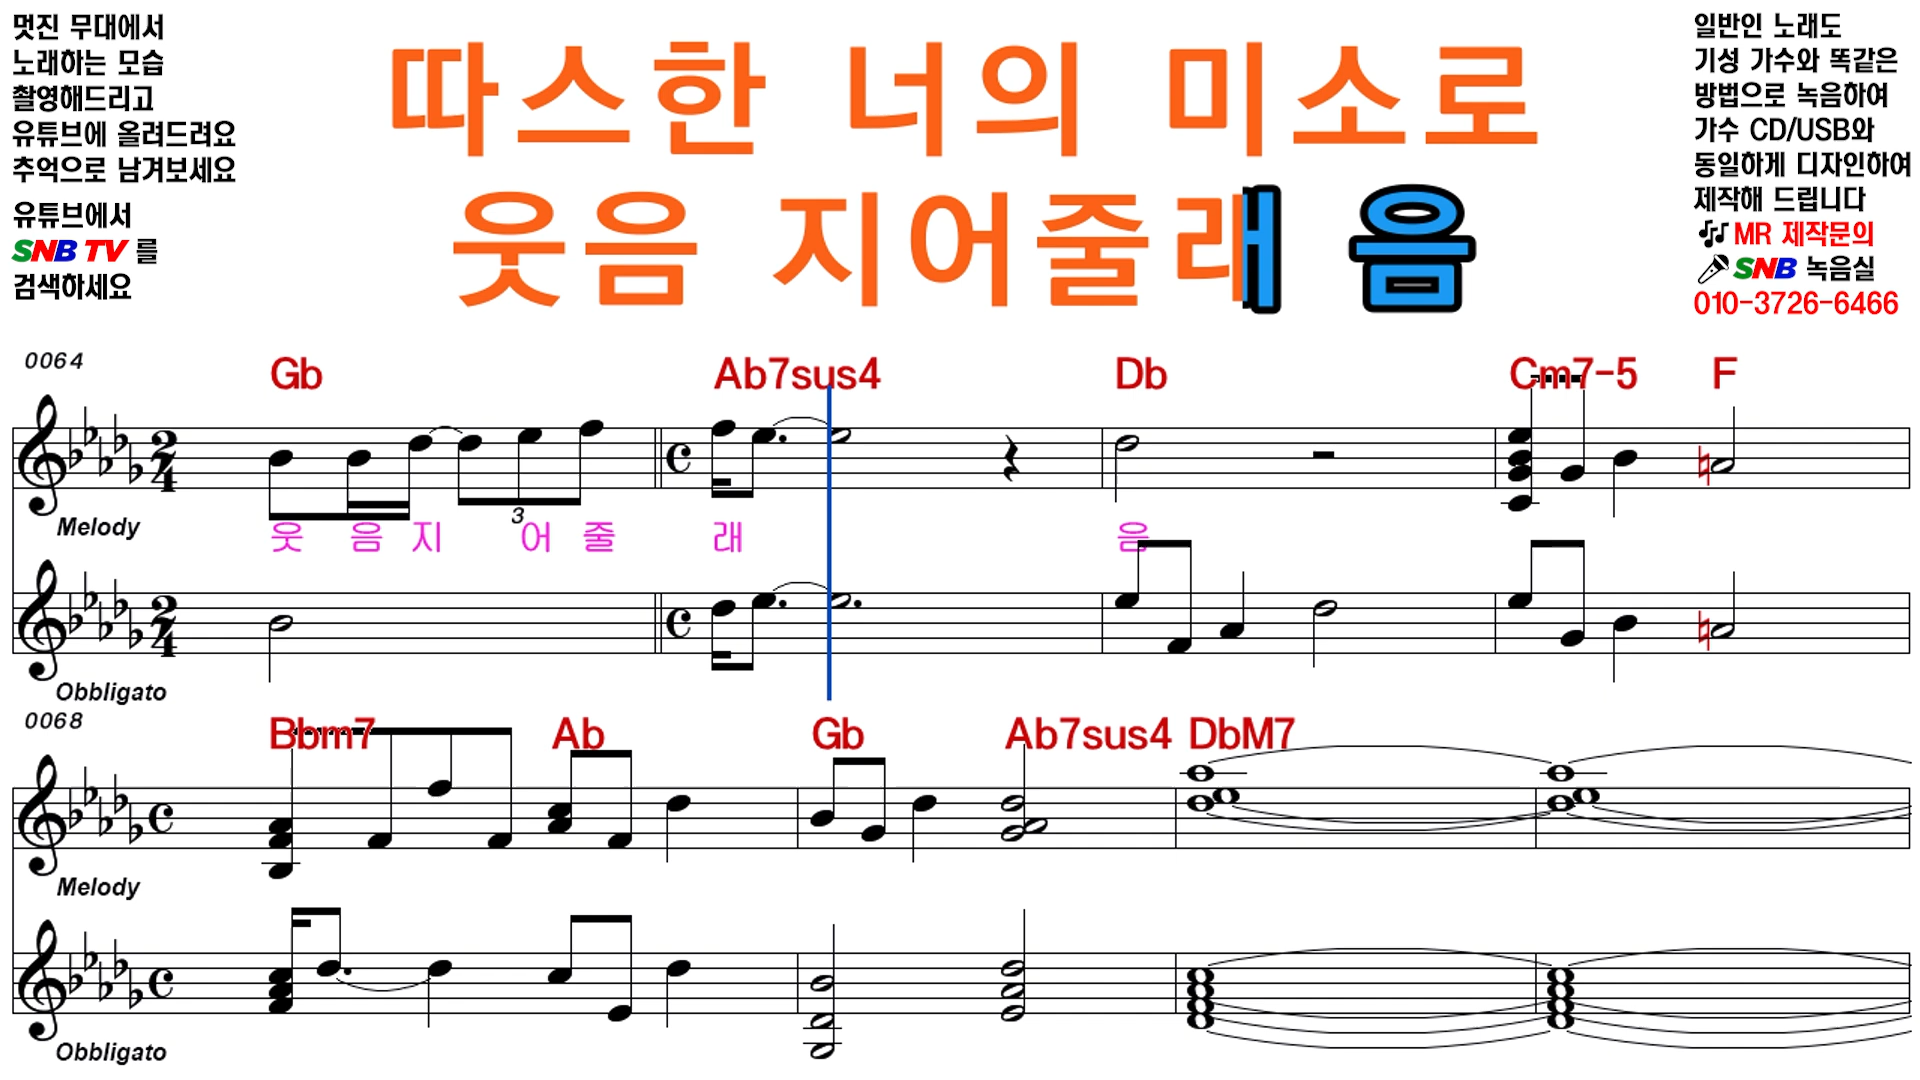 멋진 무대에서
노래하는 모습
촬영해드리고
유튜브에 올려드려요
추억으로 남겨보세요
유튜브에서
SNB TV 를
검색하세요
따스한 너의 미소로
웃음 지어줄래 음
일반인 노래도
기성 가수와 똑같은
방법으로 녹음하여
가수 CD/USB와
동일하게 디자인하여
제작해 드립니다
MR 제작문의
SNB 녹음실
010-3726-6466
0064
Gb Ab7sus4 Db Cm7-5 F
2 4
3
Melody
웃 음 지 어 줄 래 음
2 4
Obbligato
0068
Bbm7 Ab Gb Ab7sus4 DbM7
Melody
Obbligato